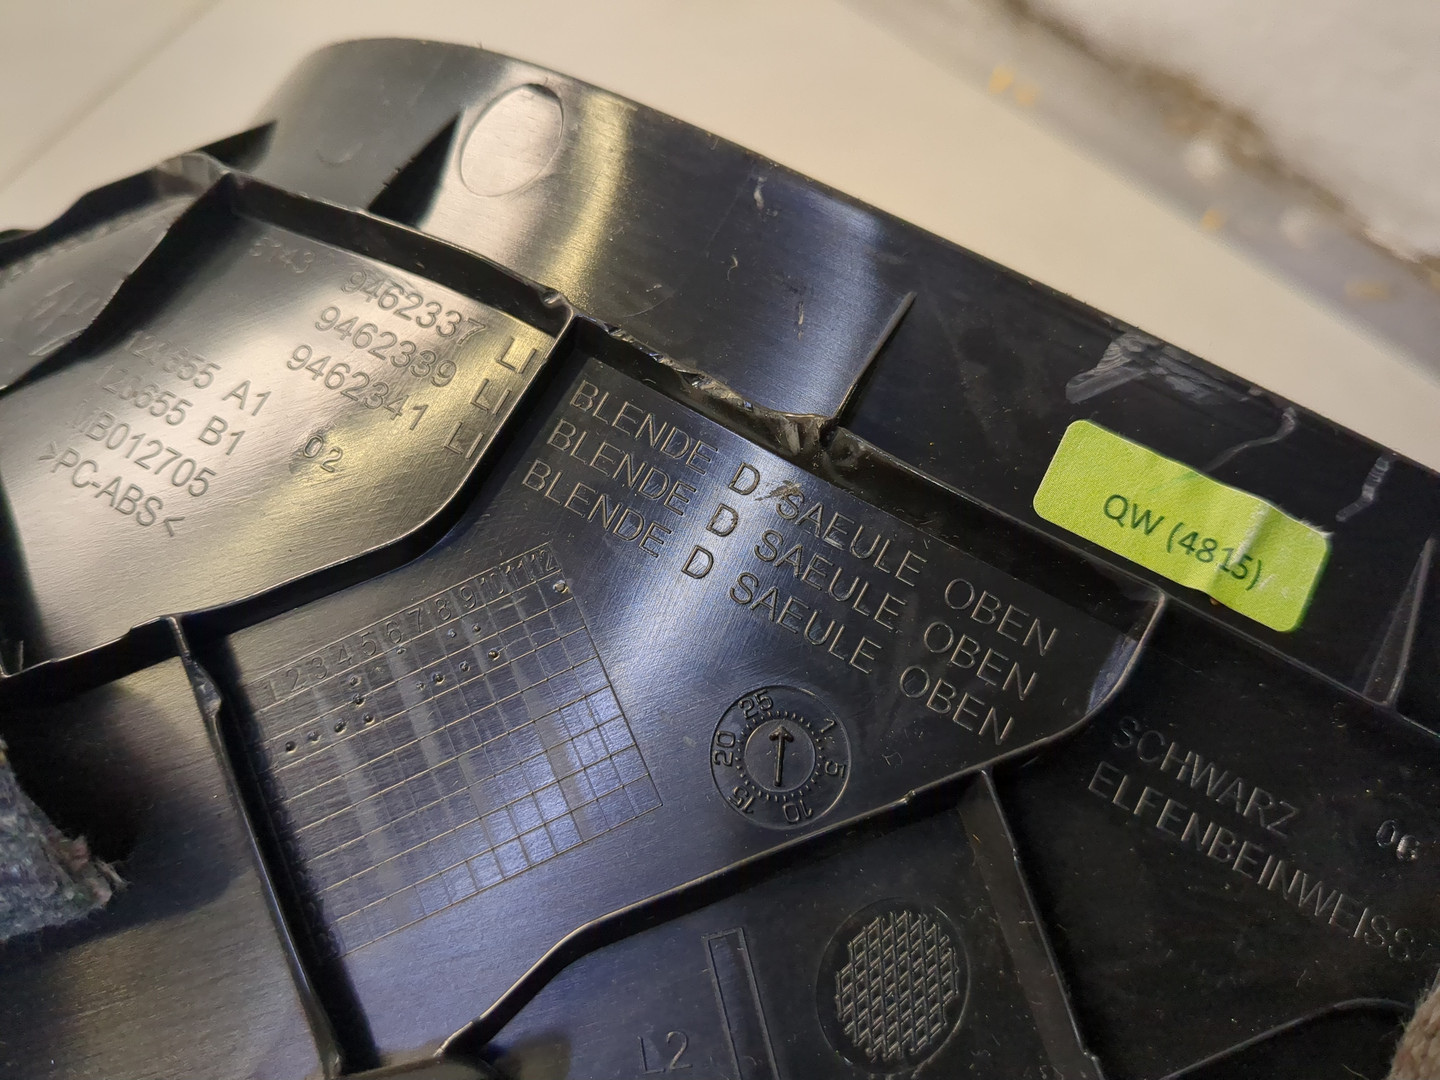 9462337 LI
9462339 LI
9462341 LI
A1
123655 B1
MB012705
>PC-ABS<
02
BLENDE D SAEULE OBEN
BLENDE D SAEULE OBEN
BLENDE D SAEULE OBEN
1 2 3 4 5 6 7 8 9 10 11 12
25 1 5 10 15 20
QW (4815)
SCHWARZ
ELFENBEINWEISS
L2